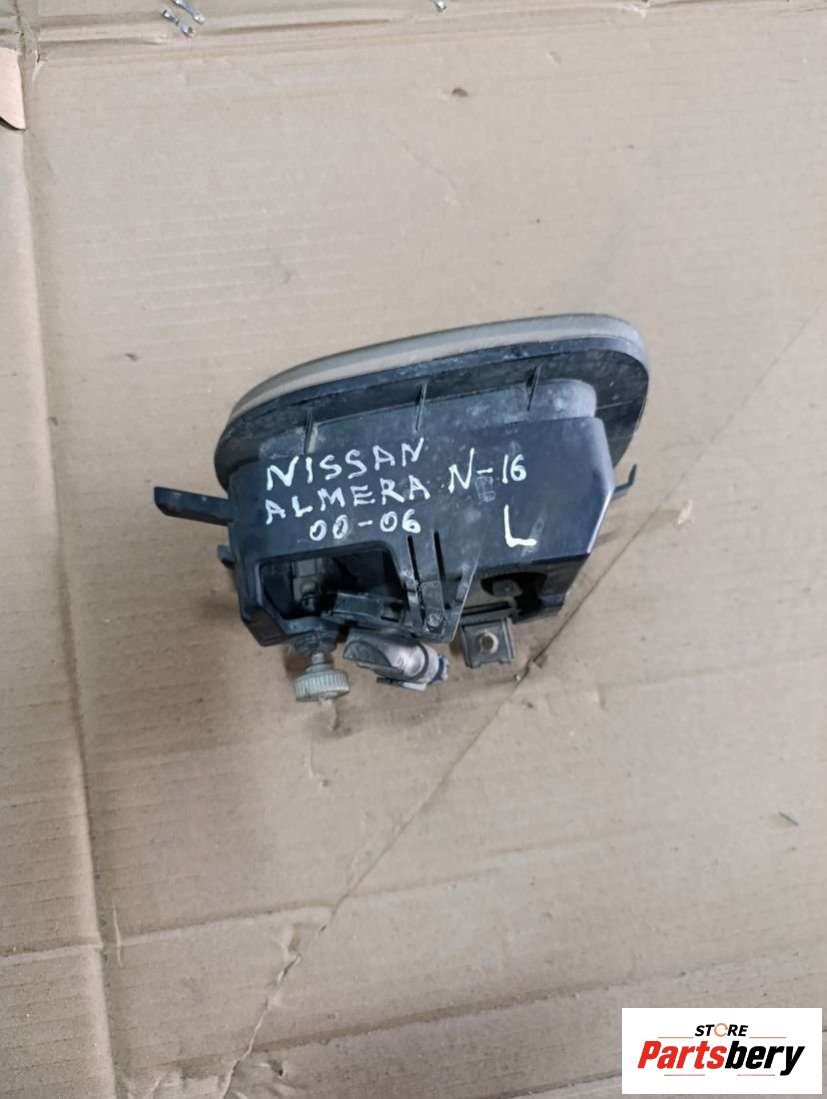 NISSAN
ALMERA N-16
00-06 L
STORE
Partsbery